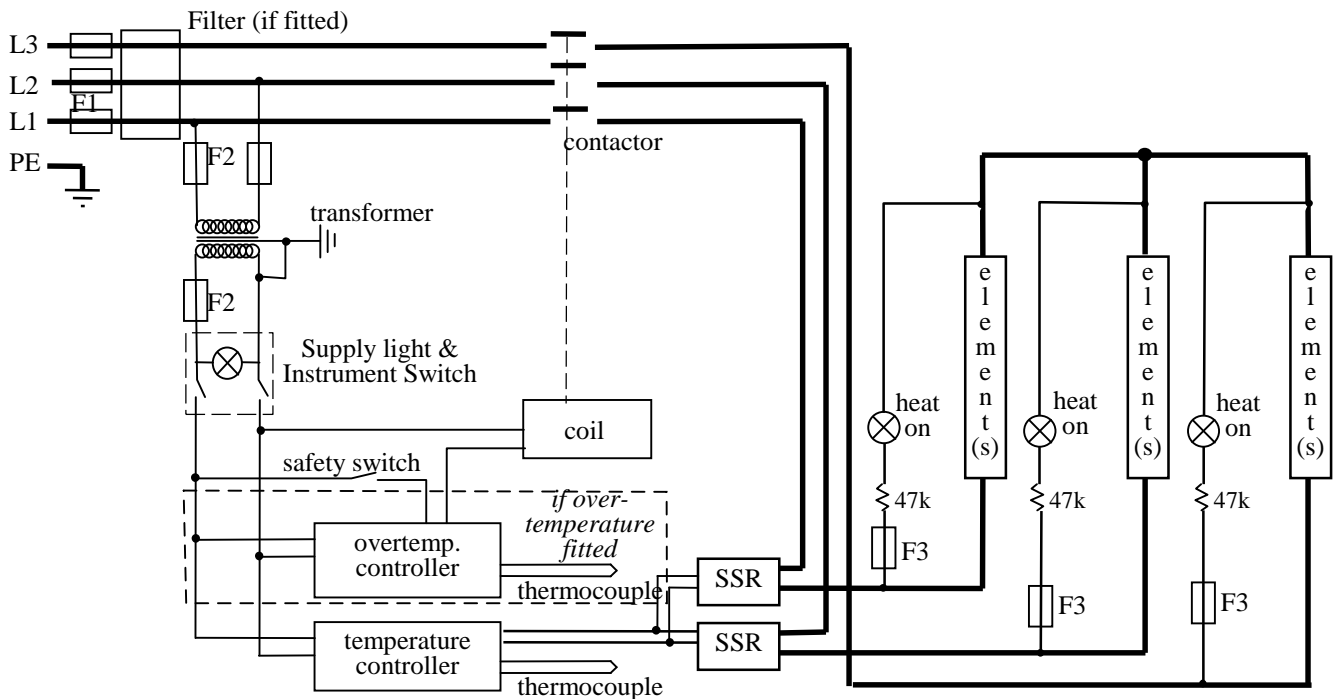 Filter (if fitted)
L3
L2
F1
L1
contactor
PE
F2
transformer
F2
Supply light &
Instrument Switch
coil
safety switch
if over-
temperature
fitted
overtemp.
controller
thermocouple
temperature
controller
thermocouple
SSR
SSR
heat
on
47k
F3
element(s)
heat
on
47k
F3
element(s)
heat
on
47k
F3
element(s)